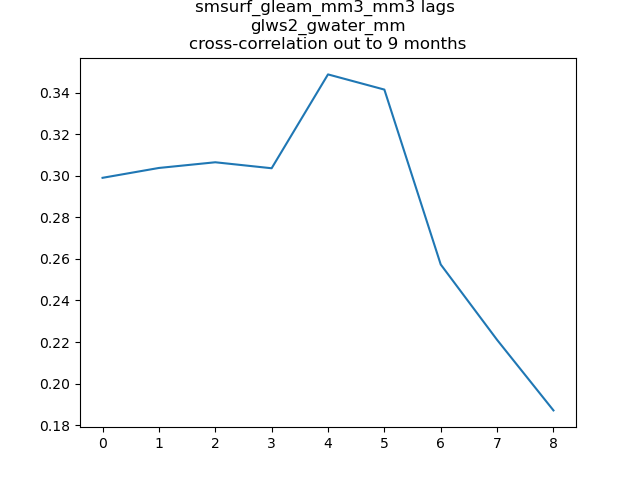 smsurf_gleam_mm3_mm3 lags
glws2_gwater_mm
cross-correlation out to 9 months
0.34
0.32
0.30
0.28
0.26
0.24
0.22
0.20
0.18
0 1 2 3 4 5 6 7 8